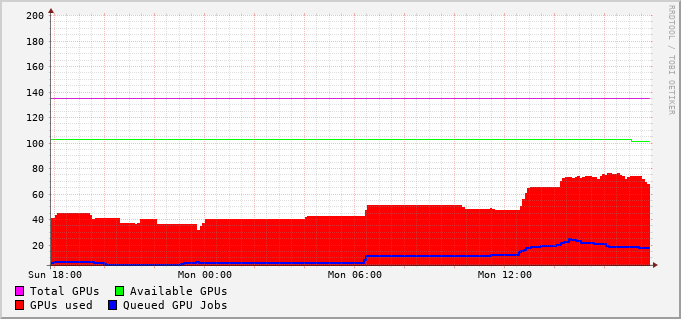 200
180
160
140
120
100
80
60
40
20
Sun 18:00 Mon 00:00 Mon 06:00 Mon 12:00
Total GPUs Available GPUs
GPUs used Queued GPU Jobs
RRDTOOL / TOBI OETIKER